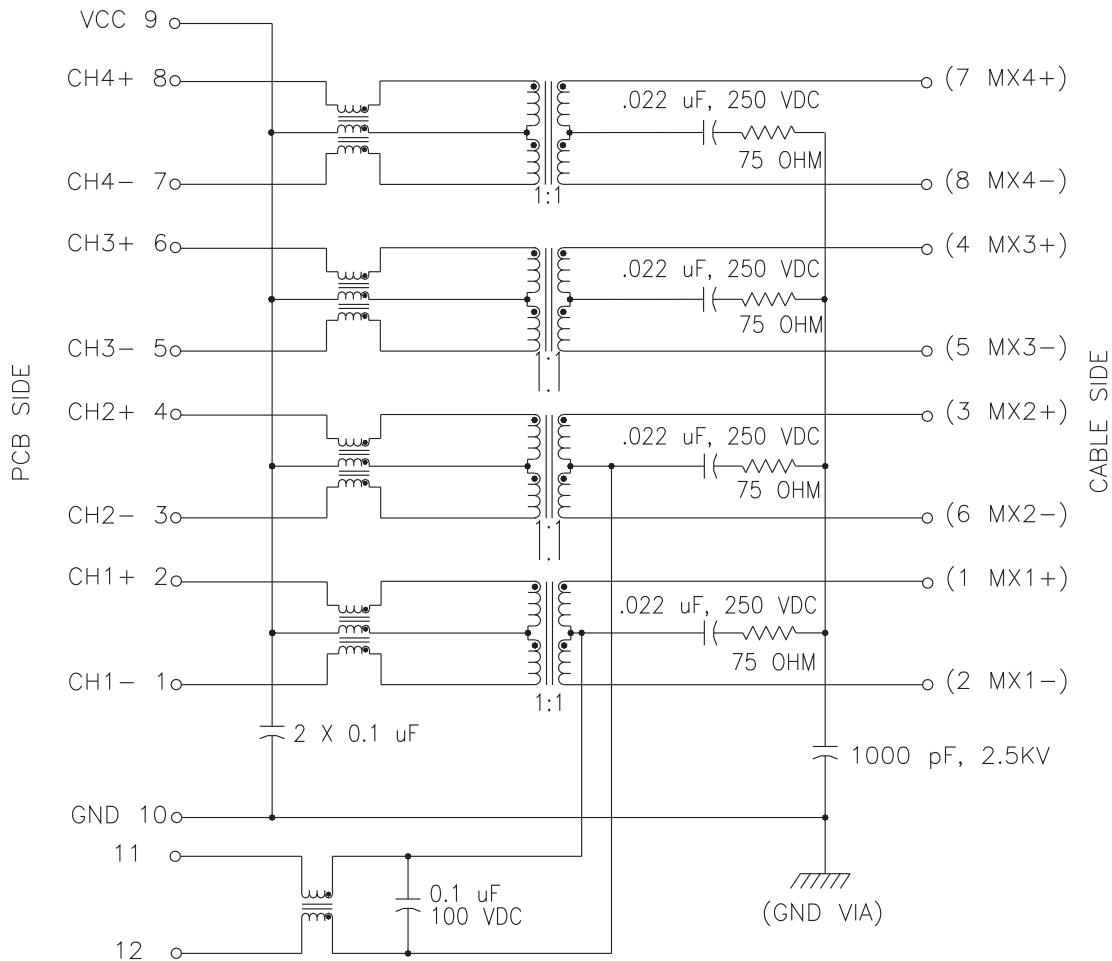 VCC 9
CH4+ 8
(7 MX4+)
.022 uF, 250 VDC
75 OHM
CH4- 7
(8 MX4-)
1:1
CH3+ 6
(4 MX3+)
.022 uF, 250 VDC
75 OHM
CH3- 5
(5 MX3-)
1:1
PCB SIDE
CABLE SIDE
CH2+ 4
(3 MX2+)
.022 uF, 250 VDC
75 OHM
CH2- 3
(6 MX2-)
1:1
CH1+ 2
(1 MX1+)
.022 uF, 250 VDC
75 OHM
CH1- 1
(2 MX1-)
1:1
2 X 0.1 uF
1000 pF, 2.5KV
GND 10
11
0.1 uF
100 VDC
(GND VIA)
12